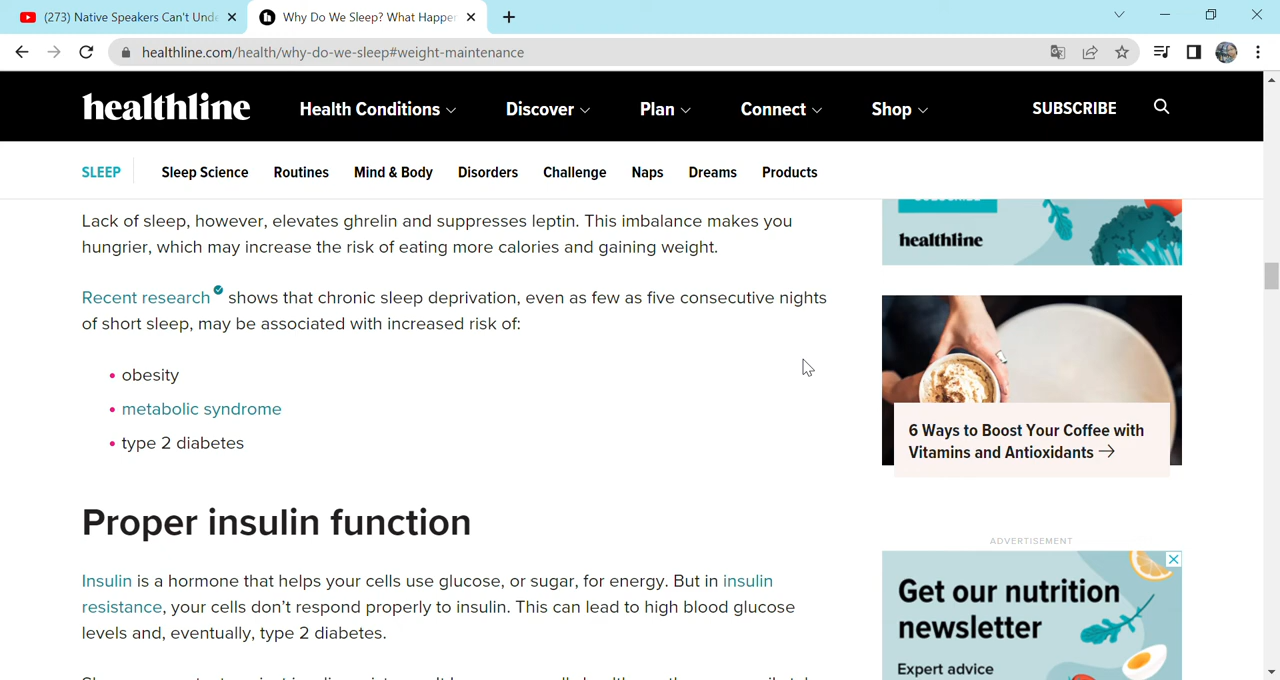 (273) Native Speakers Can't Unde
Why Do We Sleep? What Happer
healthline.com/health/why-do-we-sleep#weight-maintenance
healthline
Health Conditions
Discover
Plan
Connect
Shop
SUBSCRIBE
SLEEP
Sleep Science
Routines
Mind & Body
Disorders
Challenge
Naps
Dreams
Products
Lack of sleep, however, elevates ghrelin and suppresses leptin. This imbalance makes you
hungrier, which may increase the risk of eating more calories and gaining weight.
Recent research shows that chronic sleep deprivation, even as few as five consecutive nights
of short sleep, may be associated with increased risk of:
• obesity
• metabolic syndrome
• type 2 diabetes
Proper insulin function
Insulin is a hormone that helps your cells use glucose, or sugar, for energy. But in insulin
resistance, your cells don't respond properly to insulin. This can lead to high blood glucose
levels and, eventually, type 2 diabetes.
healthline
6 Ways to Boost Your Coffee with
Vitamins and Antioxidants →
ADVERTISEMENT
Get our nutrition
newsletter
Expert advice